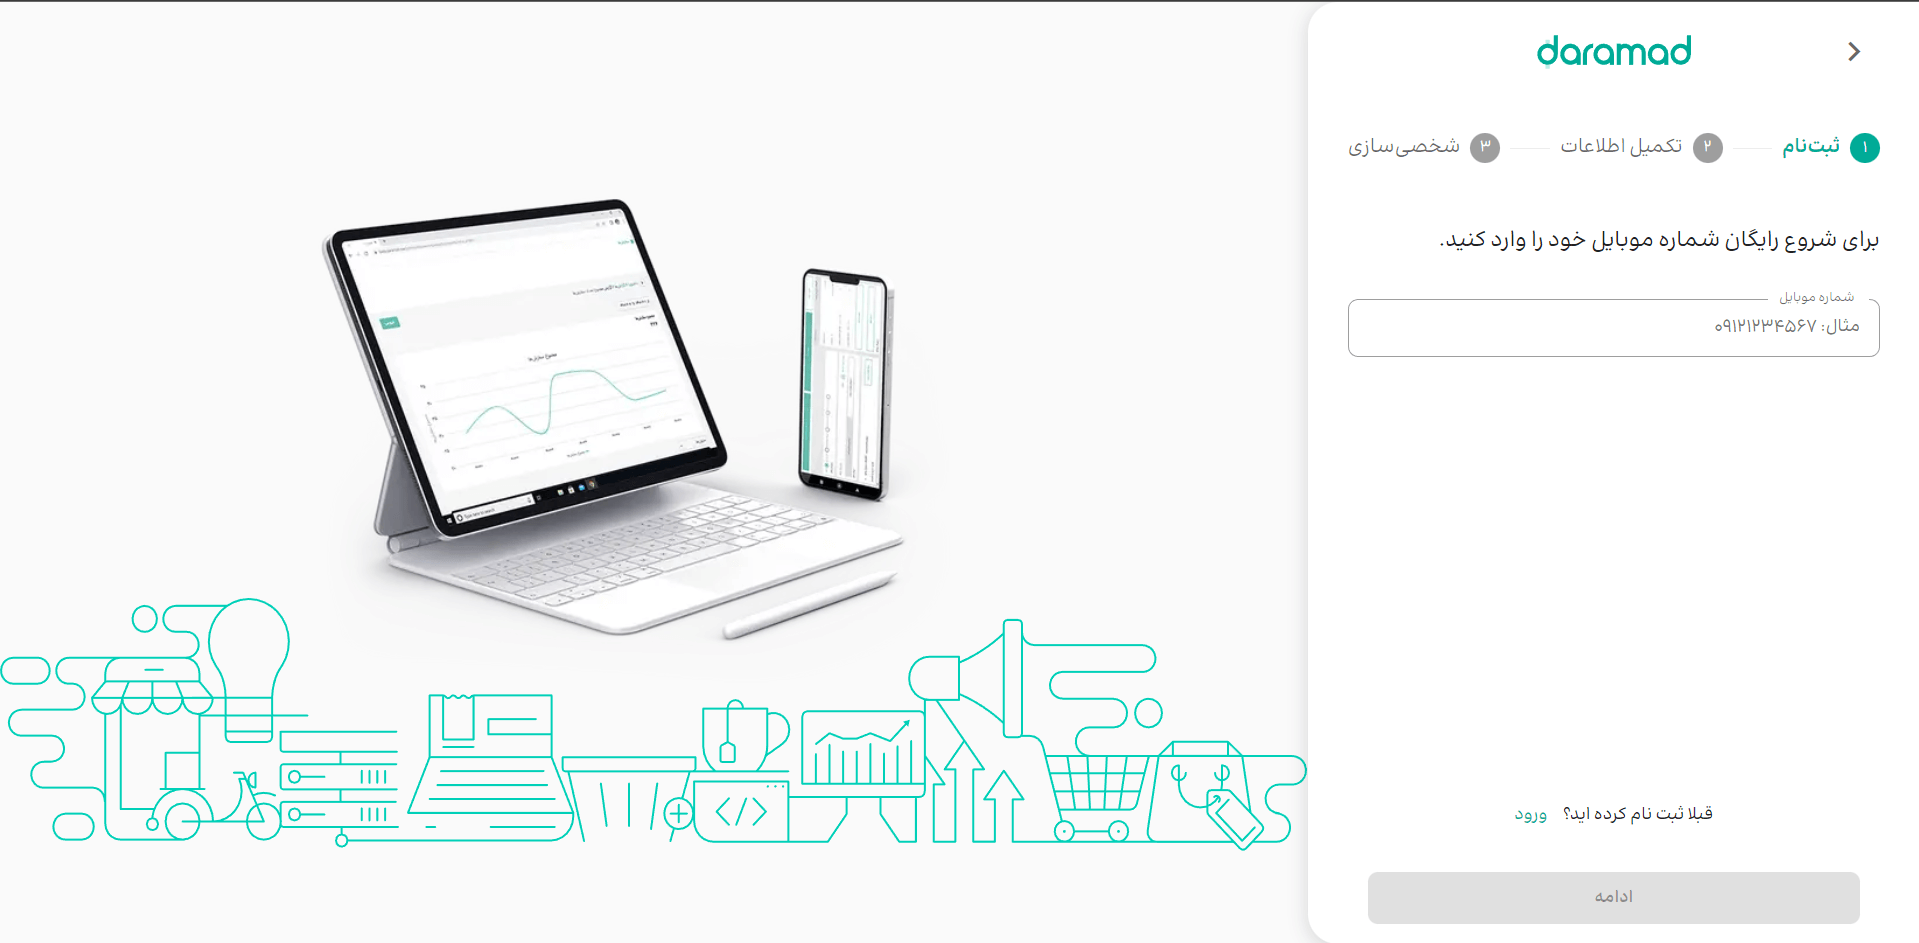 daramad
۱ ثبت‌نام ۲ تکمیل اطلاعات ۳ شخصی‌سازی
برای شروع رایگان شماره موبایل خود را وارد کنید.
شماره موبایل
مثال: ۰۹۱۲۱۲۳۴۵۶۷
قبلا ثبت نام کرده اید؟ ورود
ادامه